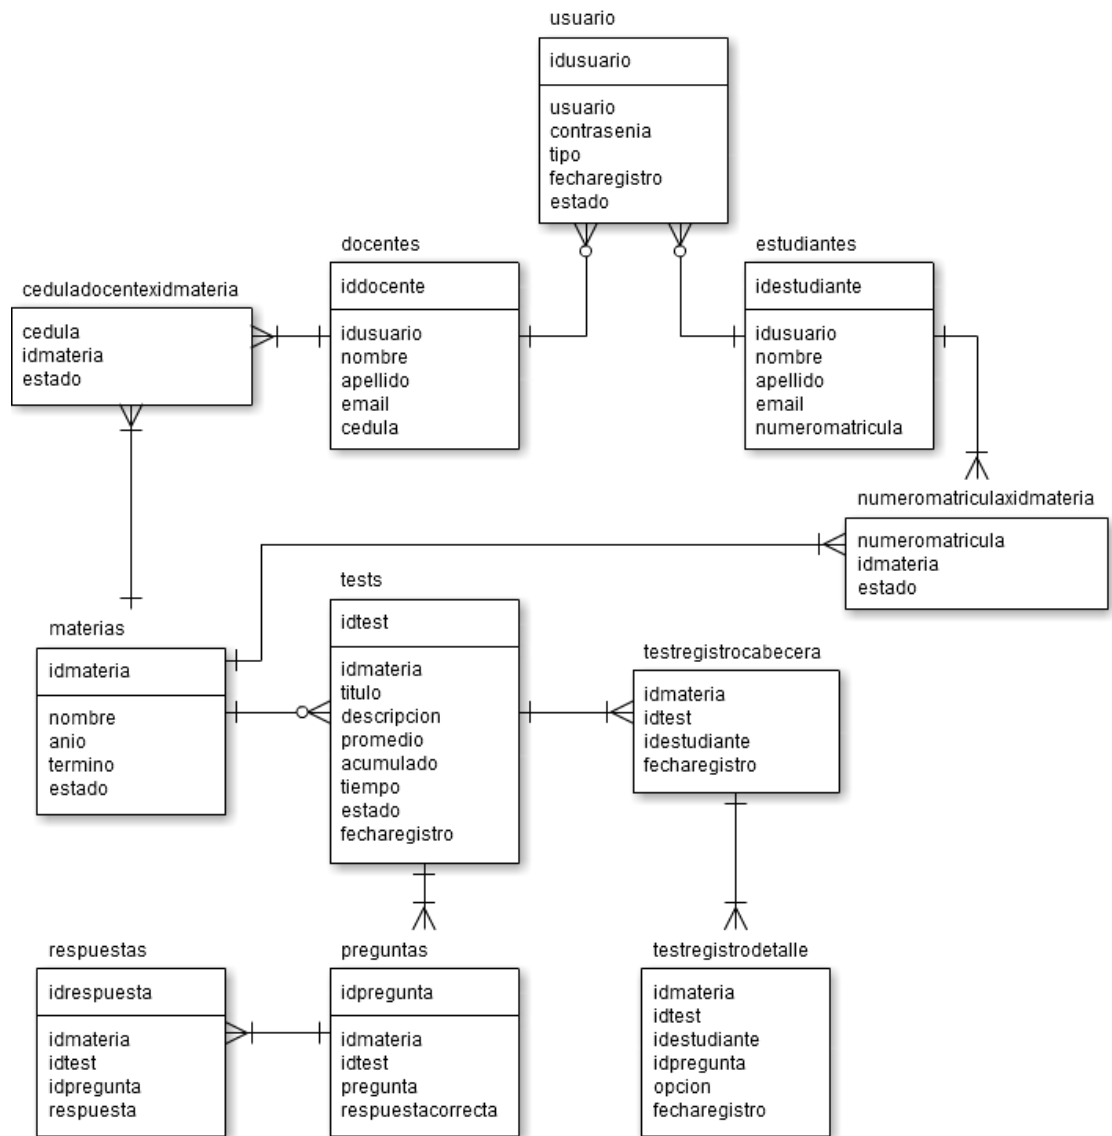 usuario
idusuario
usuario
contrasenia
tipo
fecharegistro
estado
docentes
iddocente
idusuario
nombre
apellido
email
cedula
estudiantes
idestudiante
idusuario
nombre
apellido
email
numeromatricula
ceduladocentexidmateria
cedula
idmateria
estado
numeromatriculaxidmateria
numeromatricula
idmateria
estado
tests
idtest
idmateria
titulo
descripcion
promedio
acumulado
tiempo
estado
fecharegistro
materias
idmateria
nombre
anio
termino
estado
testregistrocabecera
idmateria
idtest
idestudiante
fecharegistro
respuestas
idrespuesta
idmateria
idtest
idpregunta
respuesta
preguntas
idpregunta
idmateria
idtest
pregunta
respuestacorrecta
testregistrodetalle
idmateria
idtest
idestudiante
idpregunta
opcion
fecharegistro